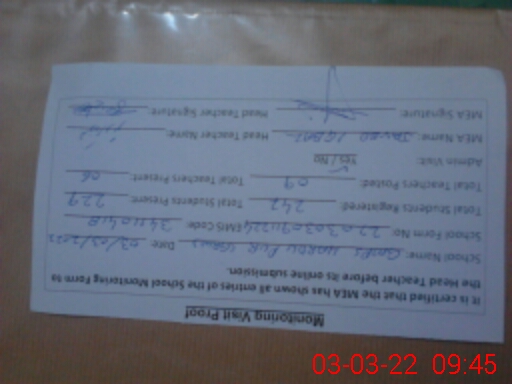 Monitoring Visit Proof
It is certified that the MEA has shown all entries of the School Monitoring Form to
the Head Teacher before its online submission.
School Name: Date: 03/03/2022
School Form No: EMIS Code:
Total Students Registered: 242 Total Students Present: 229
Total Teachers Posted: 09 Total Teachers Present: 06
Admin Visit: Yes / No
MEA Name: Head Teacher Name:
MEA Signature: Head Teacher Signature:
03-03-22 09:45